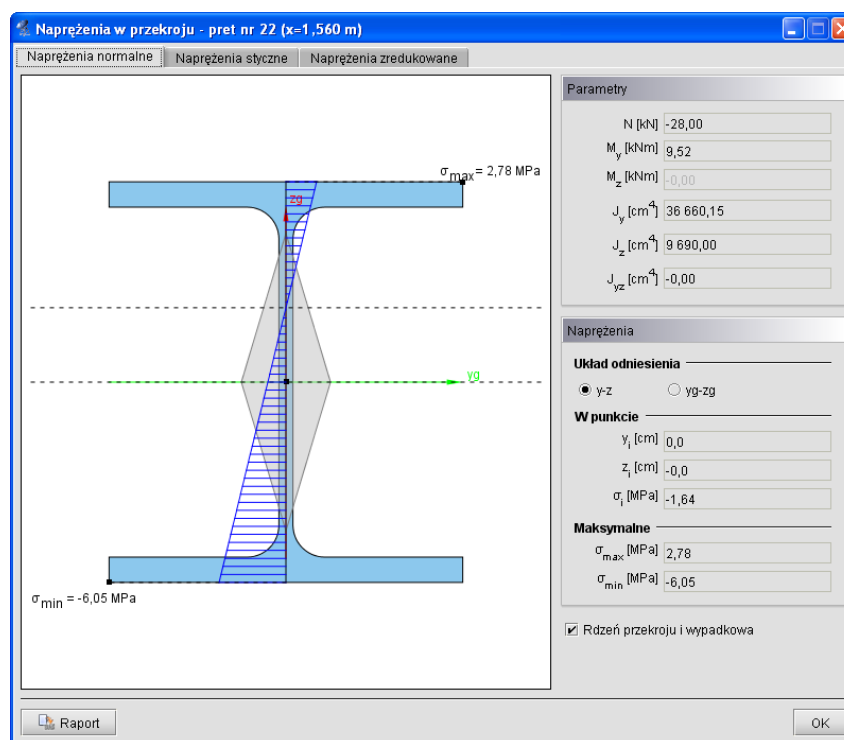 Naprężenia w przekroju - pret nr 22 (x=1,560 m)
Naprężenia normalne
Naprężenia styczne
Naprężenia zredukowane
σmax= 2,78 MPa
zg
yg
σmin = -6,05 MPa
Parametry
N [kN] -28,00
My [kNm] 9,52
Mz [kNm] -0,00
Jy [cm4] 36 660,15
Jz [cm4] 9 690,00
Jyz [cm4] -0,00
Naprężenia
Układ odniesienia
y-z yg-zg
W punkcie
yi [cm] 0,0
zi [cm] -0,0
σi [MPa] -1,64
Maksymalne
σmax [MPa] 2,78
σmin [MPa] -6,05
Rdzeń przekroju i wypadkowa
Raport
OK